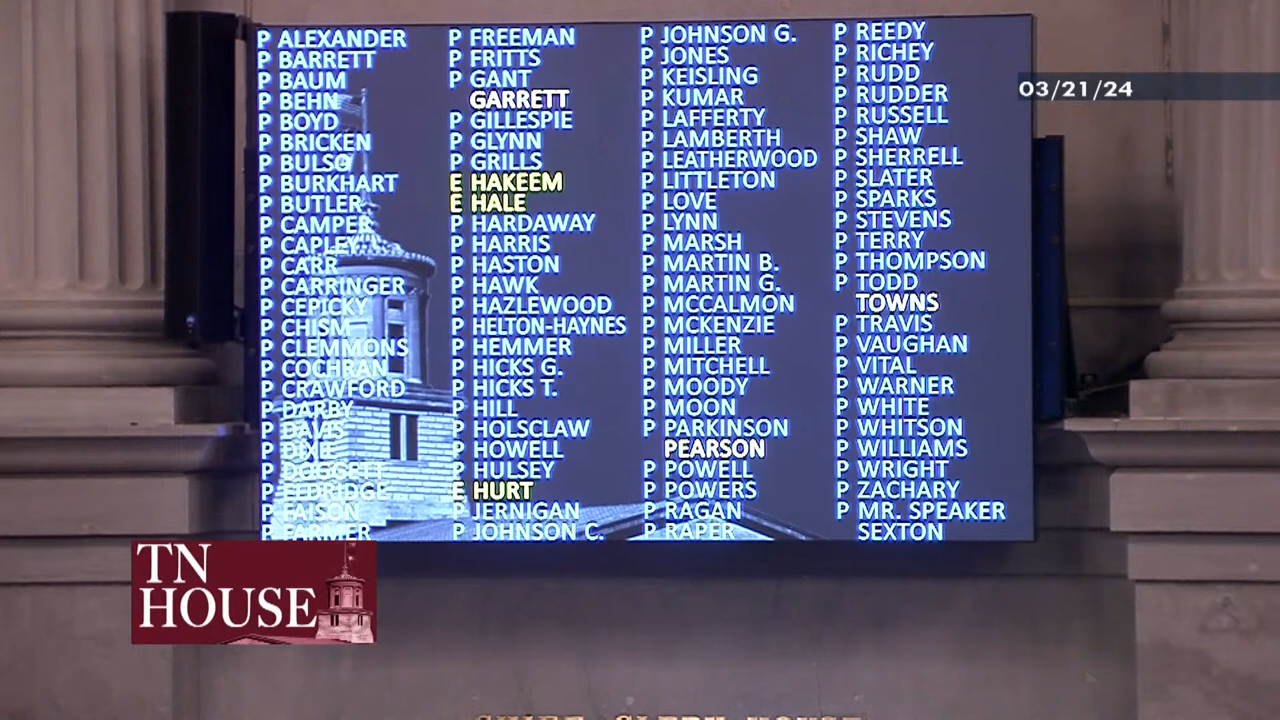 P ALEXANDER
P BARRETT
P BAUM
P BEHN
P BOYD
P BRICKEN
P BULSO
P BURKHART
P BUTLER
P CAMPER
P CAPLEY
P CARR
P CARRINGER
P CEPICKY
P CHISM
P CLEMMONS
P COCHRAN
P CRAWFORD
P DARBY
P DAVIS
P DIXIE
P DOGGETT
P ELDRIDGE
P FAISON
P FARMER
P FREEMAN
P FRITTS
P GANT
GARRETT
P GILLESPIE
P GLYNN
P GRILLS
E HAKEEM
E HALE
P HARDAWAY
P HARRIS
P HASTON
P HAWK
P HAZLEWOOD
P HELTON-HAYNES
P HEMMER
P HICKS G.
P HICKS T.
P HILL
P HOLSCLAW
P HOWELL
P HULSEY
E HURT
P JERNIGAN
P JOHNSON C.
P JOHNSON G.
P JONES
P KEISLING
P KUMAR
P LAFFERTY
P LAMBERTH
P LEATHERWOOD
P LITTLETON
P LOVE
P LYNN
P MARSH
P MARTIN B.
P MARTIN G.
P MCCALMON
P MCKENZIE
P MILLER
P MITCHELL
P MOODY
P MOON
P PARKINSON
PEARSON
P POWELL
P POWERS
P RAGAN
P RAPER
P REEDY
P RICHEY
P RUDD
P RUDDER
P RUSSELL
P SHAW
P SHERRELL
P SLATER
P SPARKS
P STEVENS
P TERRY
P THOMPSON
P TODD
TOWNS
P TRAVIS
P VAUGHAN
P VITAL
P WARNER
P WHITE
P WHITSON
P WILLIAMS
P WRIGHT
P ZACHARY
P MR. SPEAKER
SEXTON
03/21/24
TN
HOUSE
CHIEF CLERK HOUSE